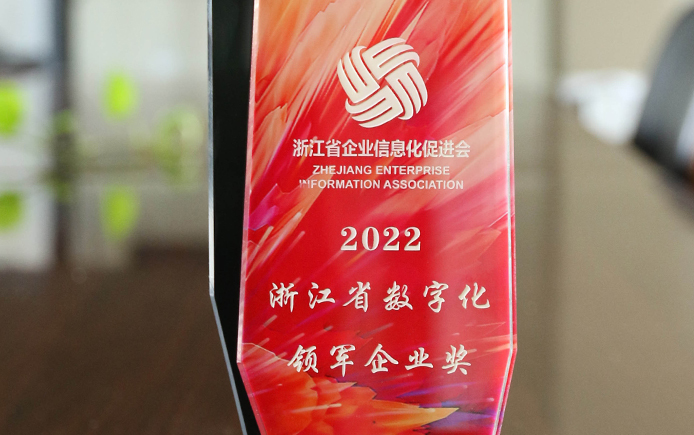 浙江省企业信息化促进会
ZHEJIANG ENTERPRISE
INFORMATION ASSOCIATION
2022
浙江省数字化
领军企业奖